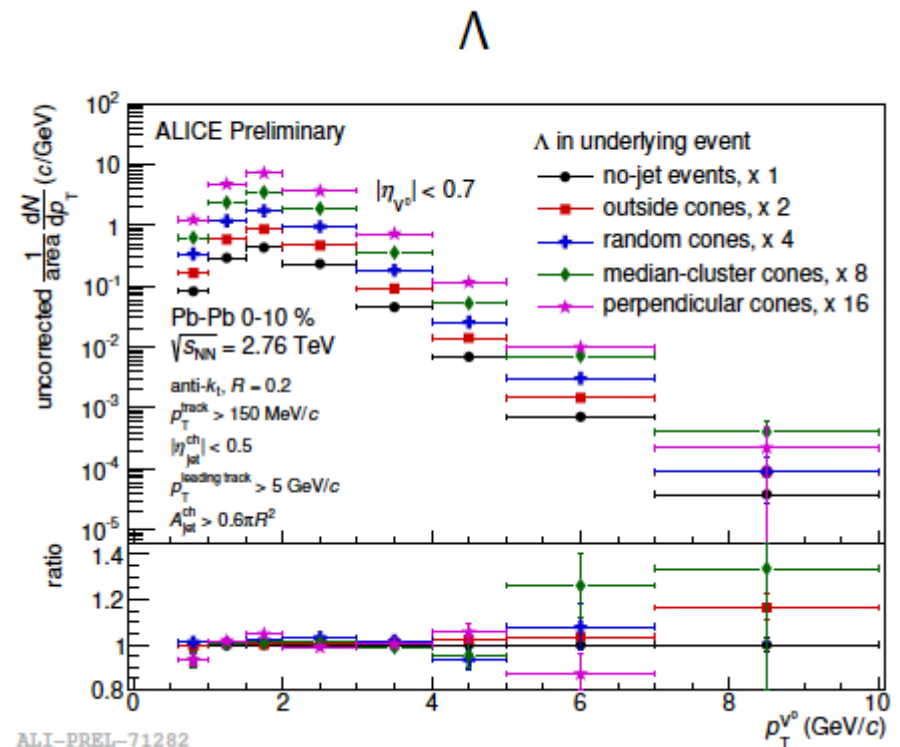 Λ
uncorrected 1/area dN/dp_T (c/GeV)
10^2
10
1
10^-1
10^-2
10^-3
10^-4
10^-5
ALICE Preliminary
|η_V^0| < 0.7
Λ in underlying event
no-jet events, x 1
outside cones, x 2
random cones, x 4
median-cluster cones, x 8
perpendicular cones, x 16
Pb-Pb 0-10 %
√s_NN = 2.76 TeV
anti-k_t, R = 0.2
p_T^track > 150 MeV/c
|η_jet^ch| < 0.5
p_T^leading track > 5 GeV/c
A_jet^ch > 0.6πR^2
ratio
1.4
1.2
1
0.8
0 2 4 6 8 10
p_T^V^0 (GeV/c)
ALI-PREL-71282